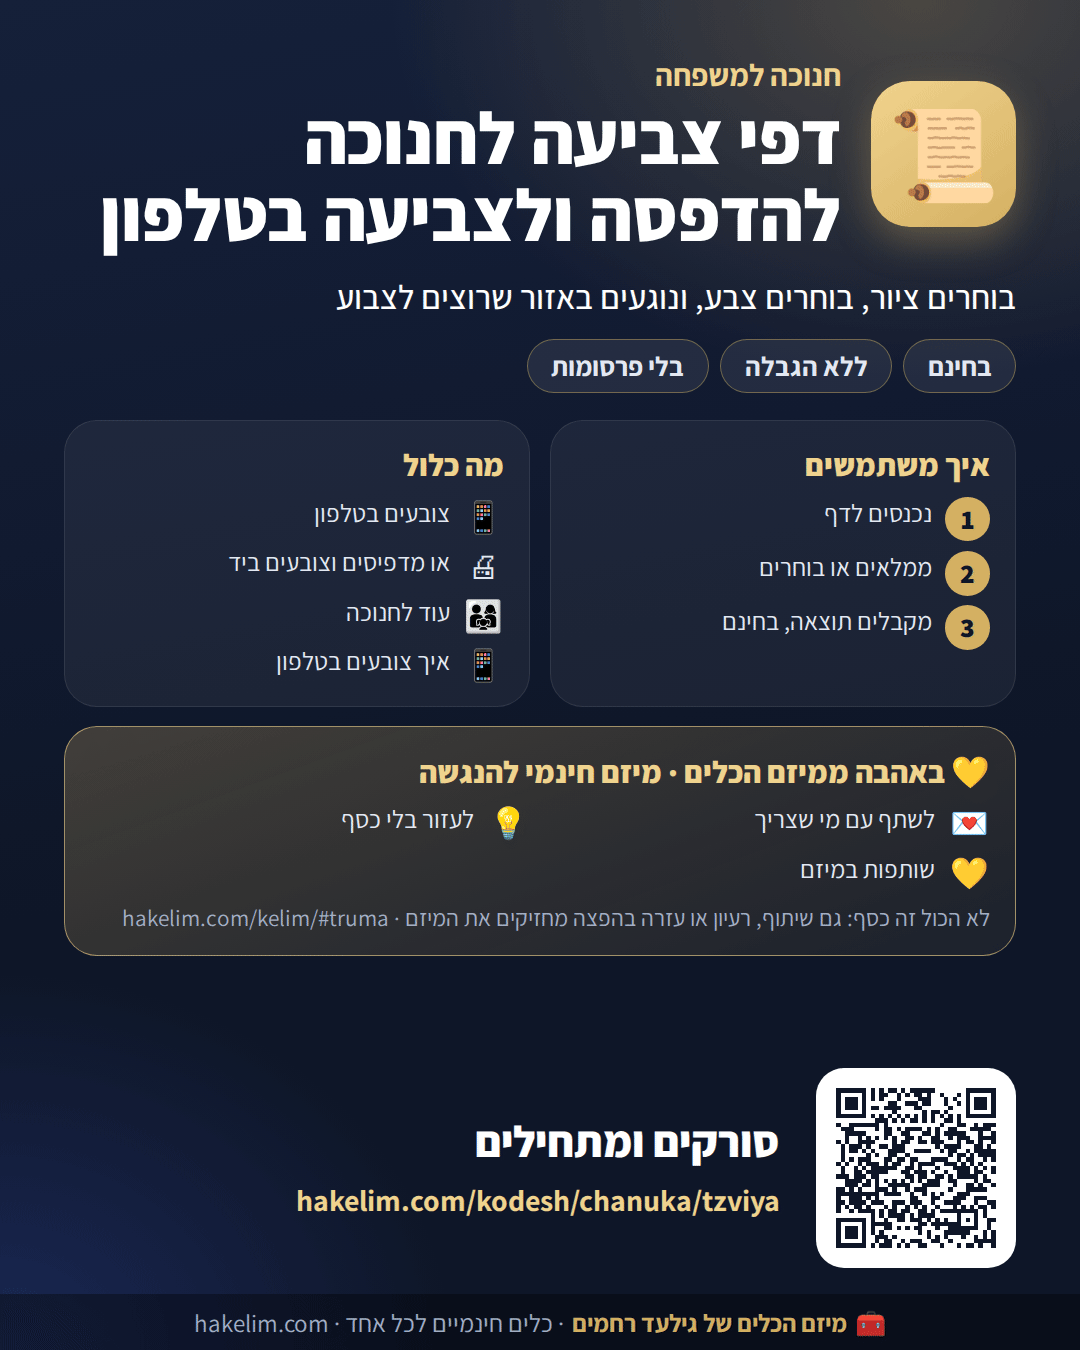 חנוכה למשפחה
דפי צביעה לחנוכה
להדפסה ולצביעה בטלפון
בוחרים ציור, בוחרים צבע, ונוגעים באזור שרוצים לצבוע
בחינם
ללא הגבלה
בלי פרסומות
איך משתמשים
1 נכנסים לדף
2 ממלאים או בוחרים
3 מקבלים תוצאה, בחינם
מה כלול
📱 צובעים בטלפון
🖨 או מדפיסים וצובעים ביד
👨‍👩‍👧 עוד לחנוכה
📱 איך צובעים בטלפון
💛 באהבה ממיזם הכלים · מיזם חינמי להנגשה
💌 לשתף עם מי שצריך
💡 לעזור בלי כסף
💛 שותפות במיזם
לא הכול זה כסף: גם שיתוף, רעיון או עזרה בהפצה מחזיקים את המיזם · hakelim.com/kelim/#truma
סורקים ומתחילים
hakelim.com/kodesh/chanuka/tzviya
🧰 מיזם הכלים של גילעד רחמים · כלים חינמיים לכל אחד · hakelim.com